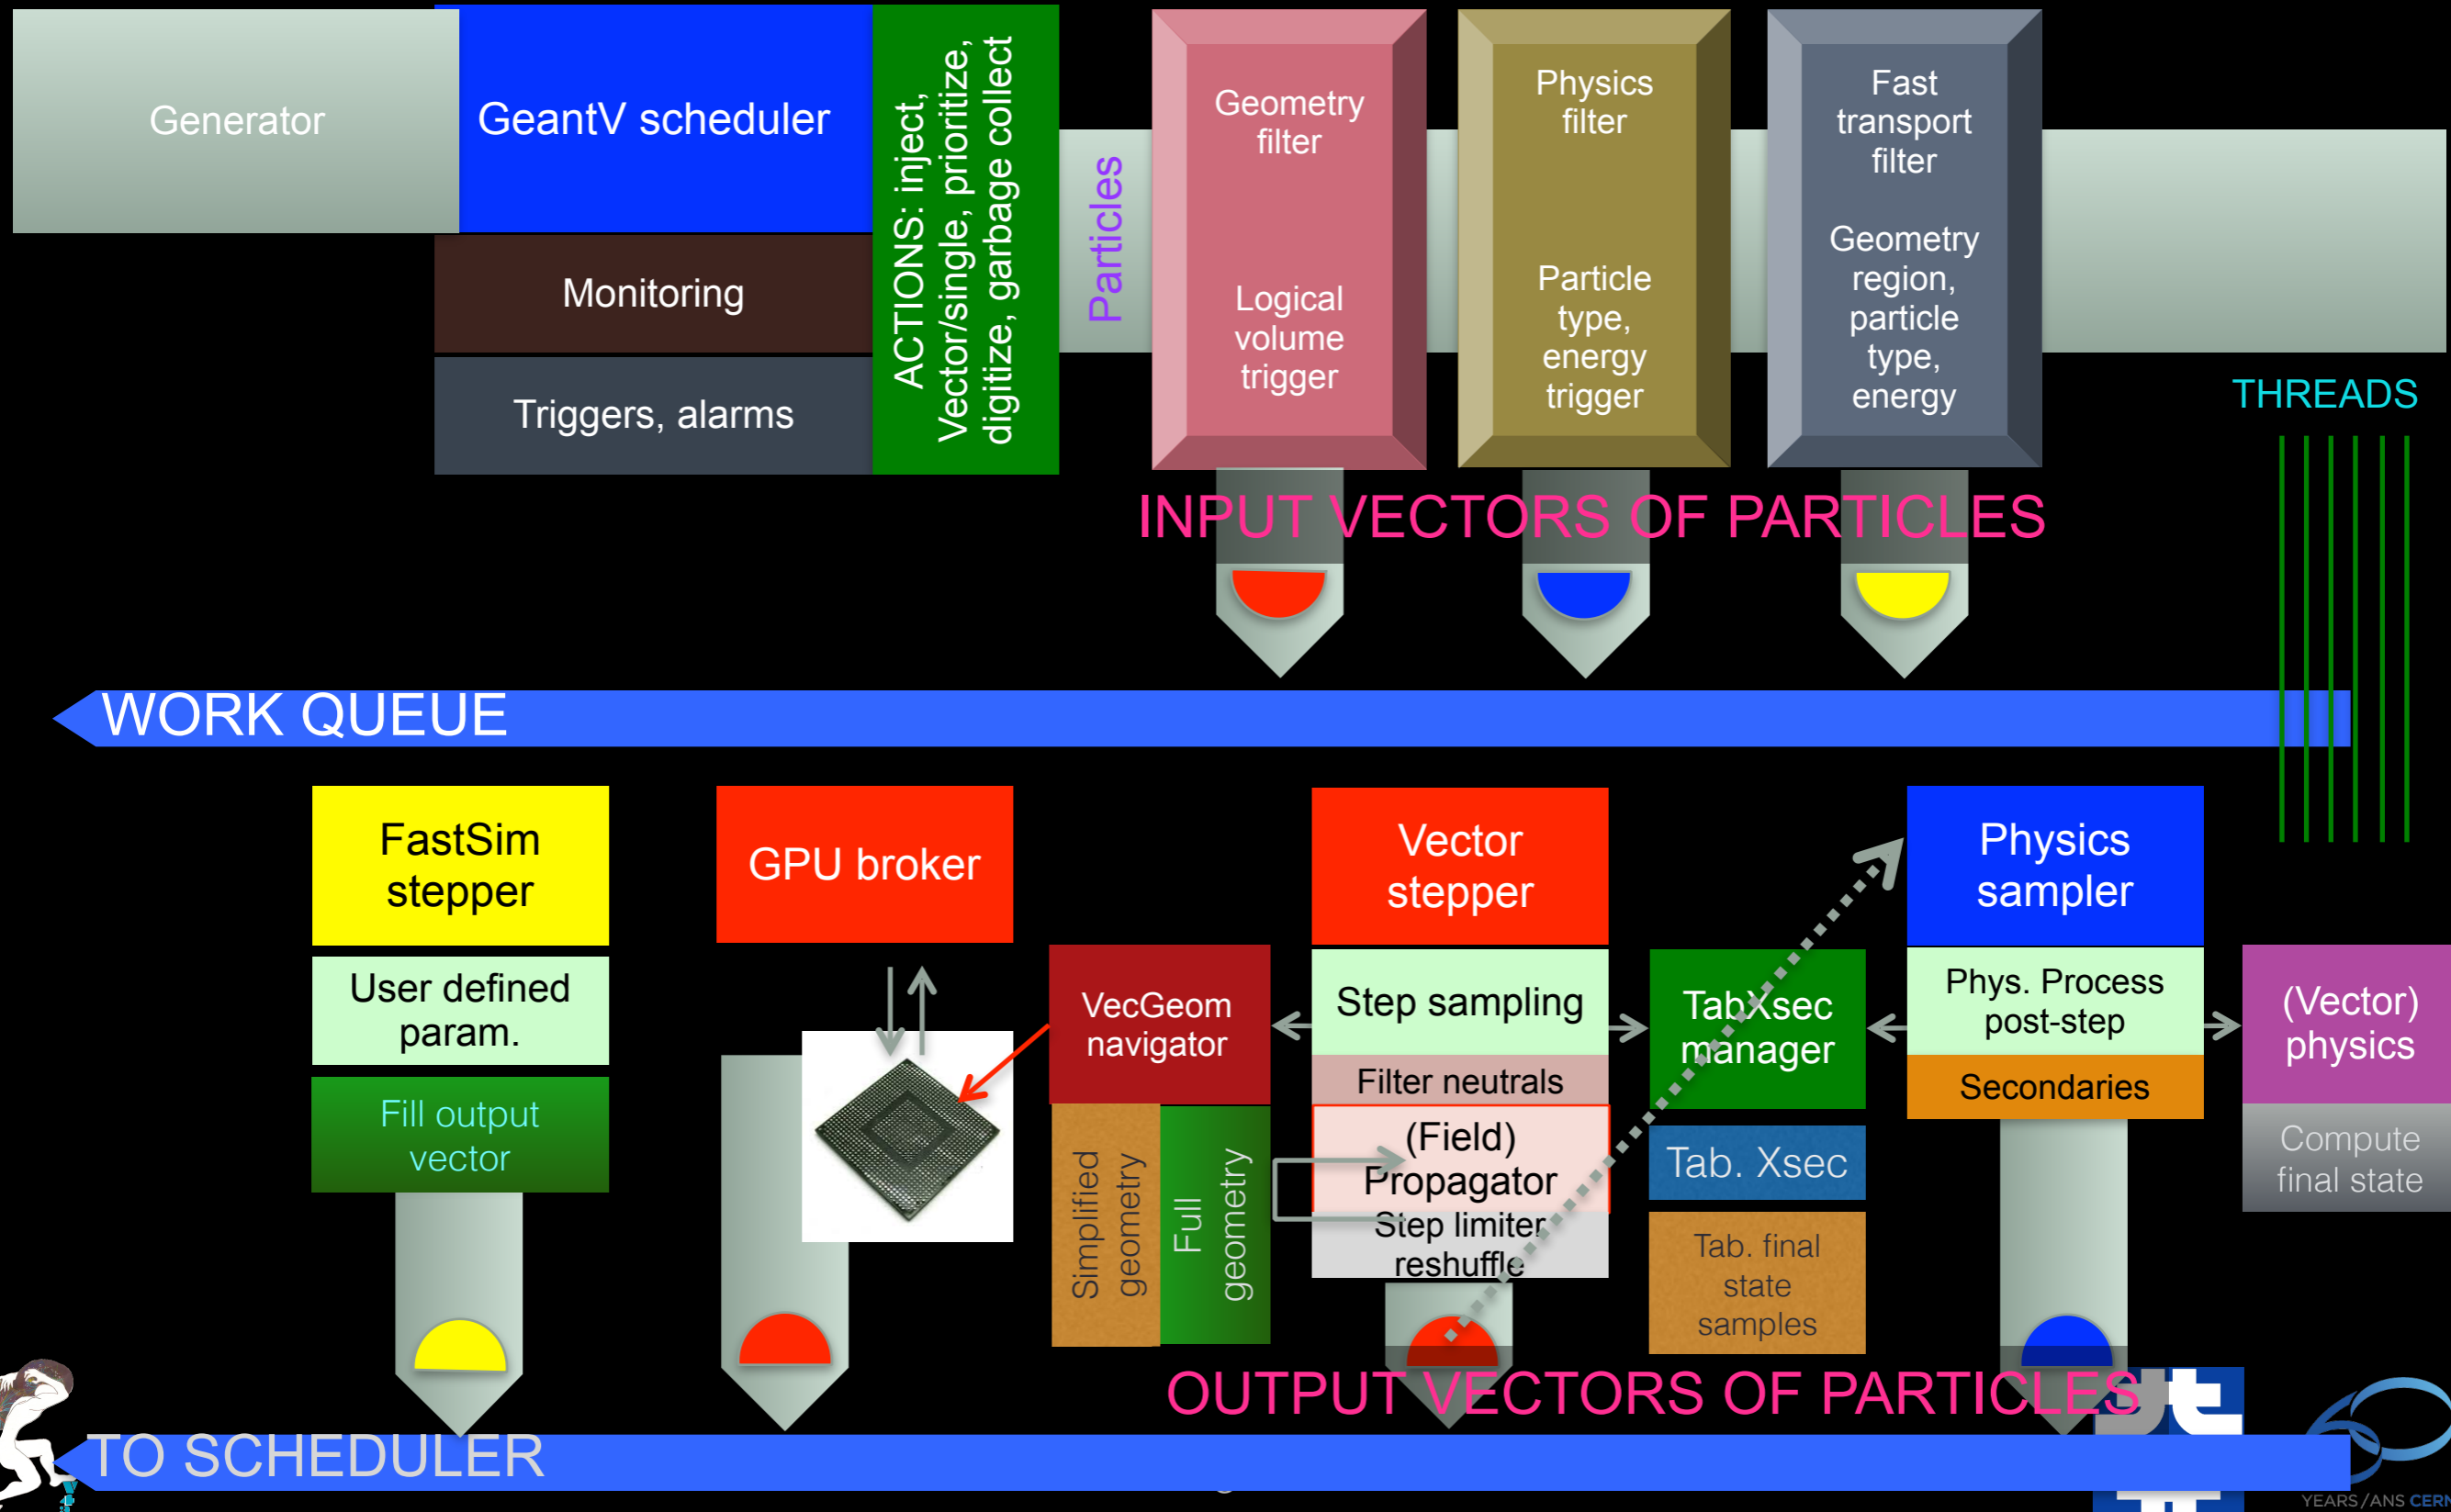 Generator
GeantV scheduler
Monitoring
Triggers, alarms
ACTIONS: inject,
Vector/single, prioritize,
digitize, garbage collect
Particles
Geometry
filter
Logical
volume
trigger
Physics
filter
Particle
type,
energy
trigger
Fast
transport
filter
Geometry
region,
particle
type,
energy
THREADS
INPUT VECTORS OF PARTICLES
WORK QUEUE
FastSim
stepper
User defined
param.
Fill output
vector
GPU broker
VecGeom
navigator
Simplified
geometry
Full
geometry
Vector
stepper
Step sampling
Filter neutrals
(Field)
Propagator
Step limiter
reshuffle
TabXsec
manager
Tab. Xsec
Tab. final
state
samples
Physics
sampler
Phys. Process
post-step
Secondaries
(Vector)
physics
Compute
final state
OUTPUT VECTORS OF PARTICLES
TO SCHEDULER
YEARS/ANS CERN